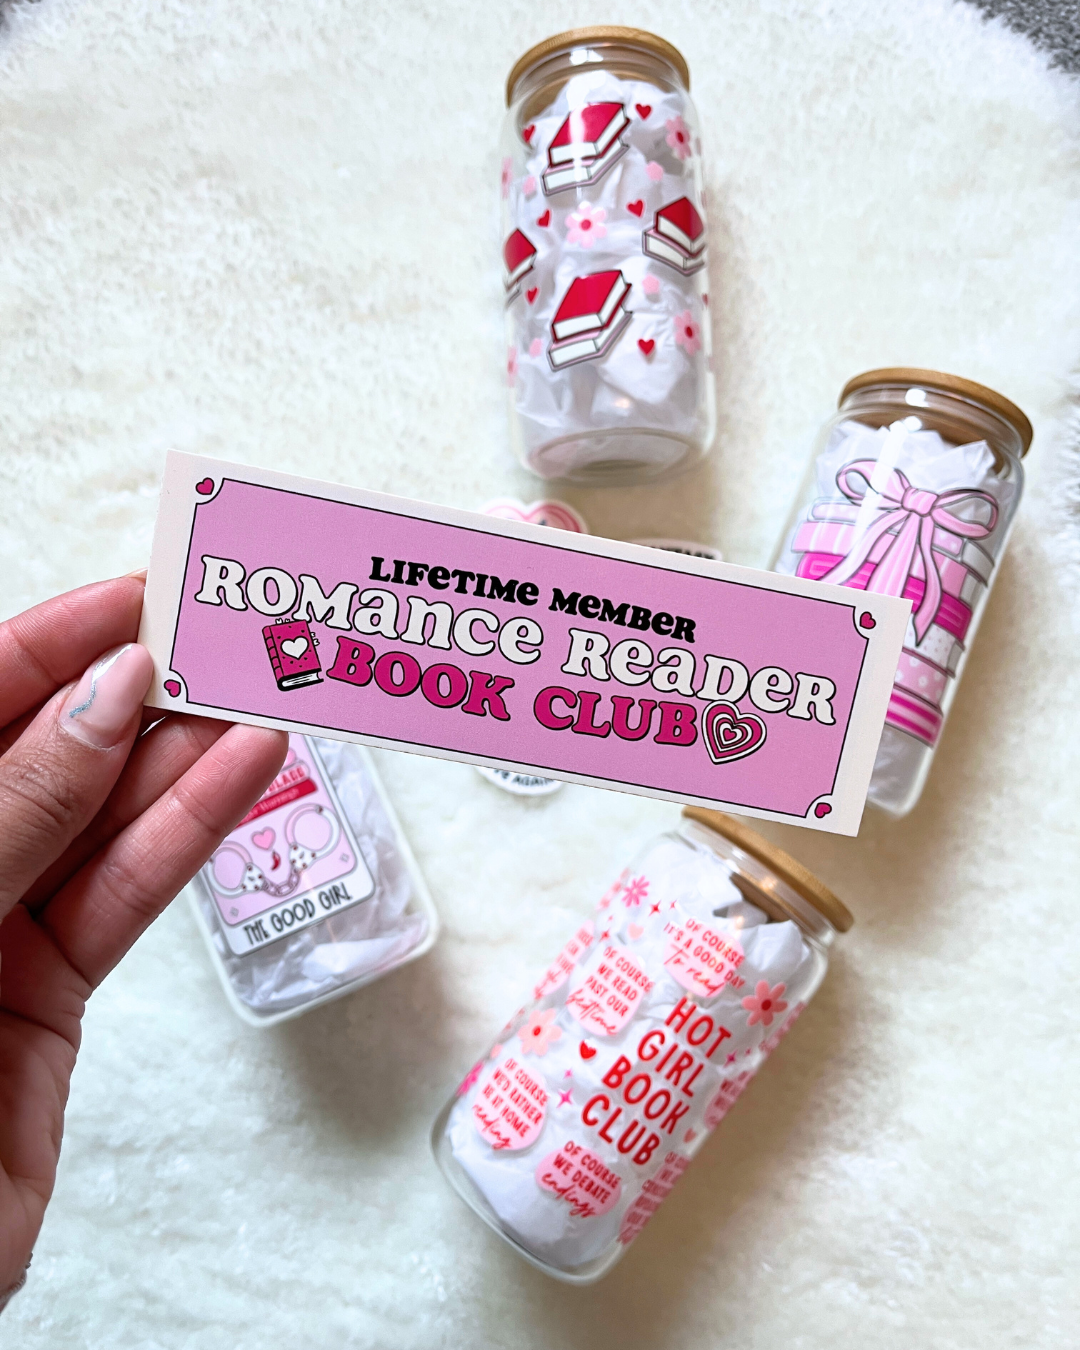 LIFETIME MEMBER
ROMANCE READER
BOOK CLUB
THE GOOD GIRL
AGAIN
OF COURSE
IT'S A GOOD DAY
To read
OF COURSE
WE READ
PAST OUR
bedtime
HOT
GIRL
BOOK
CLUB
OF COURSE
WE'D RATHER
BE AT HOME
reading
OF COURSE
WE DEBATE
endings